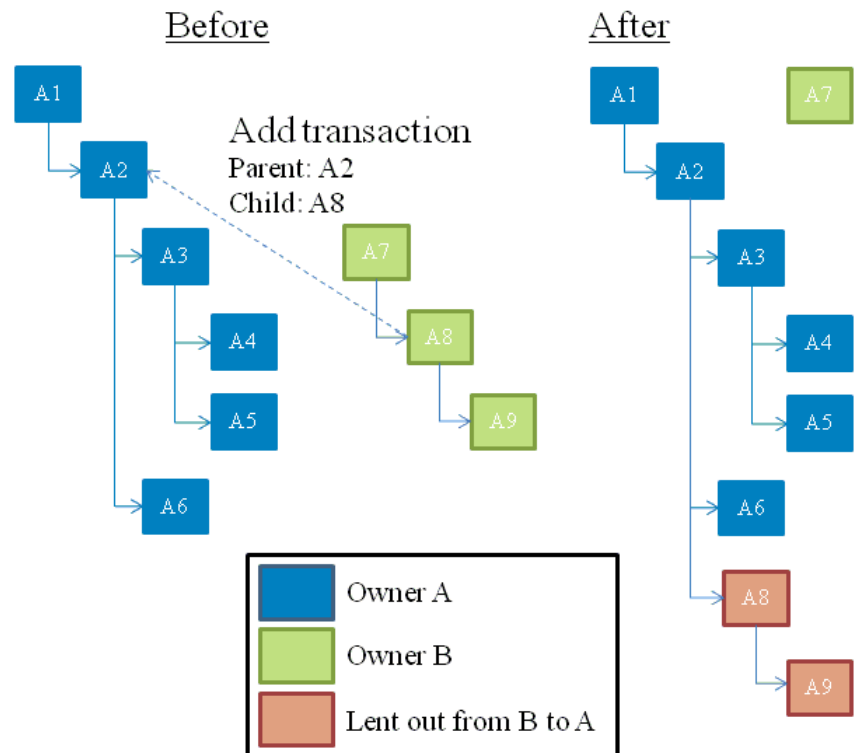 Before
After
A1
A2
Add transaction
Parent: A2
Child: A8
A3
A4
A5
A6
A7
A8
A9
A1
A7
A2
A3
A4
A5
A6
A8
A9
Owner A
Owner B
Lent out from B to A